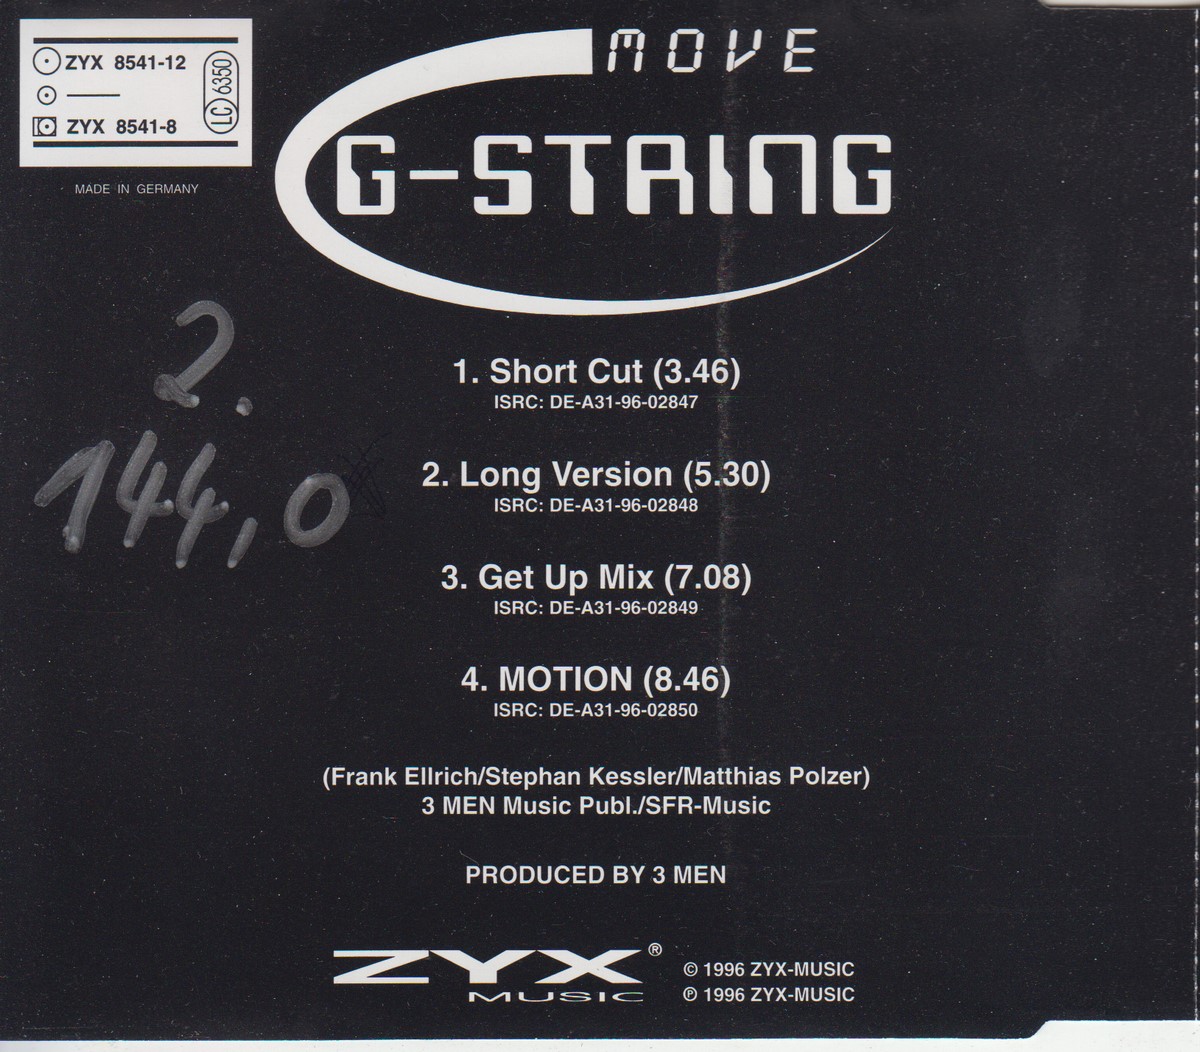 ZYX 8541-12
ZYX 8541-8
LC 6350
MADE IN GERMANY
MOVE
G-STRING
2.
144,0
1. Short Cut (3.46)
ISRC: DE-A31-96-02847
2. Long Version (5.30)
ISRC: DE-A31-96-02848
3. Get Up Mix (7.08)
ISRC: DE-A31-96-02849
4. MOTION (8.46)
ISRC: DE-A31-96-02850
(Frank Ellrich/Stephan Kessler/Matthias Polzer)
3 MEN Music Publ./SFR-Music
PRODUCED BY 3 MEN
ZYX®
MUSIC
© 1996 ZYX-MUSIC
℗ 1996 ZYX-MUSIC